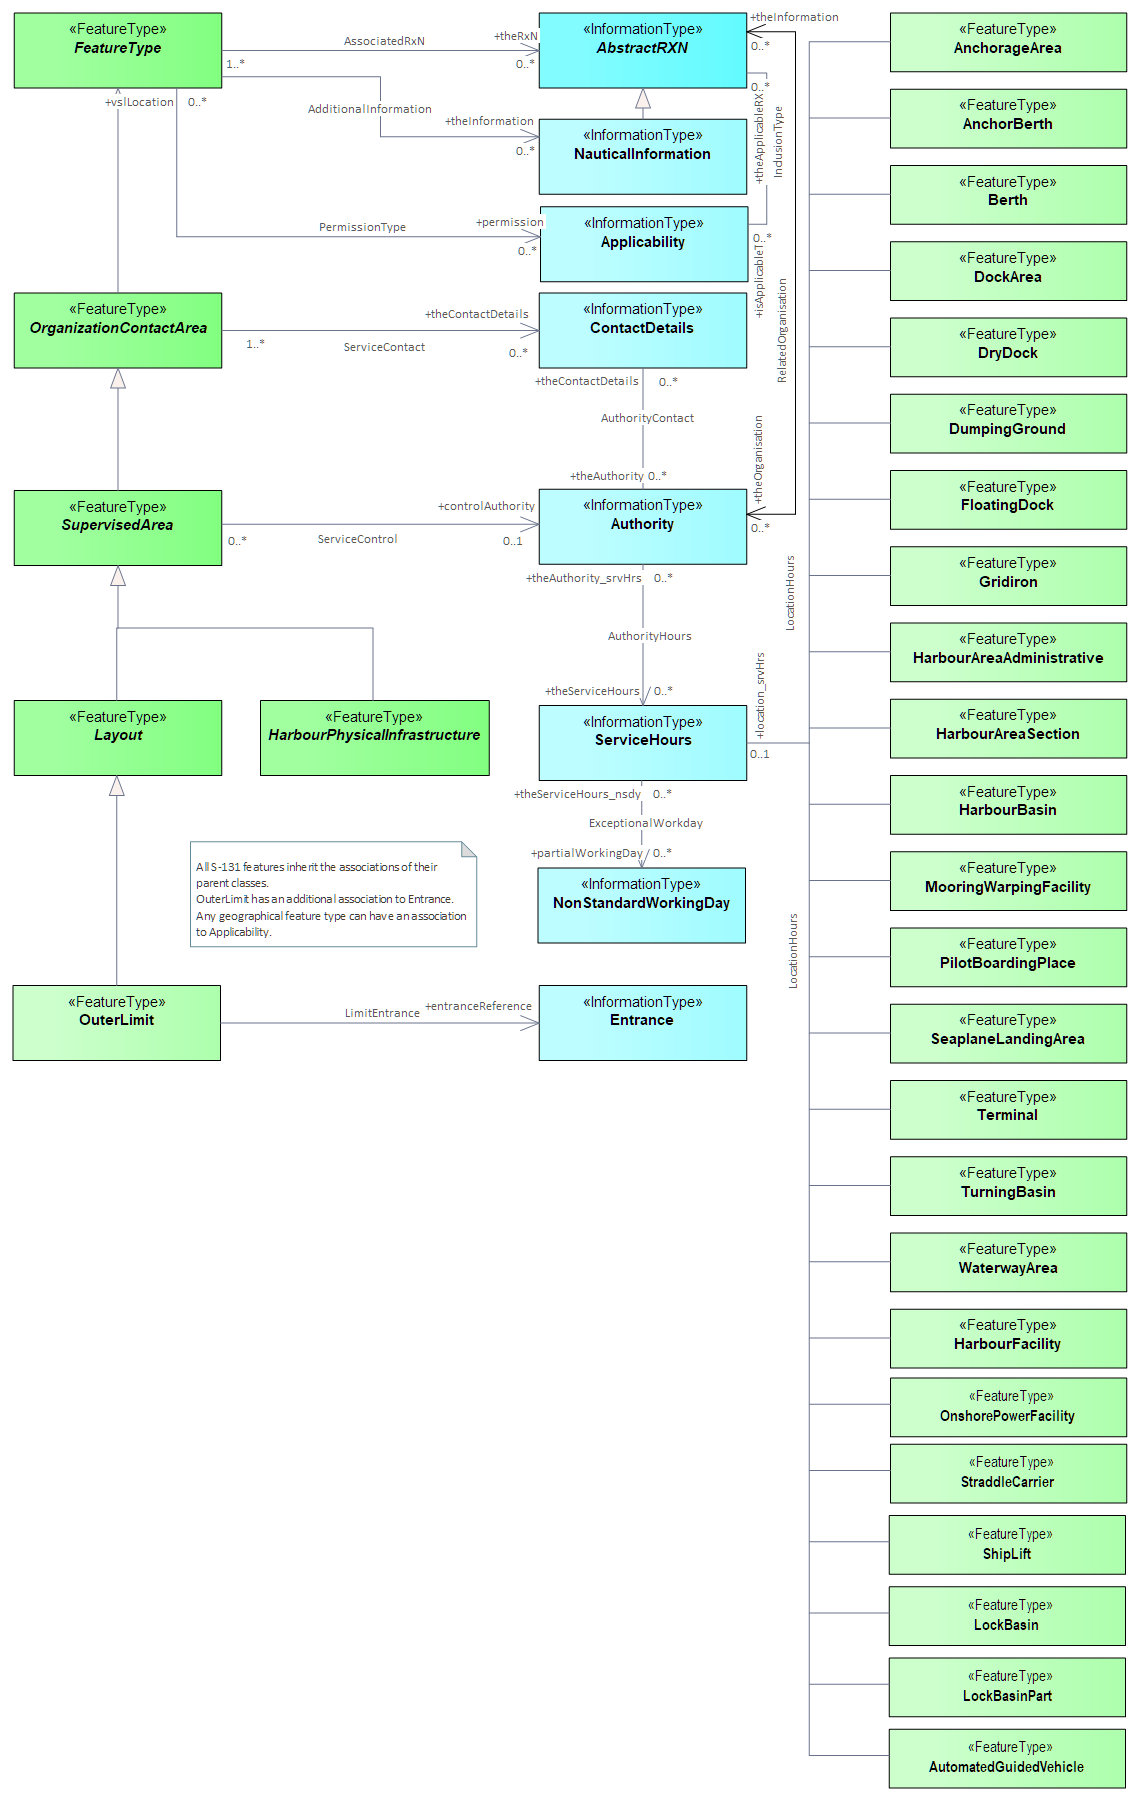 «FeatureType»
FeatureType
AssociatedRxN
+theRxN
1..*
0..*
«InformationType»
AbstractRXN
+theInformation
0..*
+vslLocation
0..*
AdditionalInformation
+theInformation
0..*
«InformationType»
NauticalInformation
0..*
+theApplicableRX
InclusionType
PermissionType
+permission
0..*
«InformationType»
Applicability
0..*
+isApplicableT
RelatedOrganisation
«FeatureType»
OrganizationContactArea
+theContactDetails
1..*
ServiceContact
0..*
«InformationType»
ContactDetails
+theContactDetails
0..*
AuthorityContact
+theAuthority
0..*
+theOrganisation
0..*
«FeatureType»
SupervisedArea
+controlAuthority
0..*
ServiceControl
0..1
«InformationType»
Authority
+theAuthority_srvHrs
0..*
AuthorityHours
+theServiceHours
0..*
LocationHours
+location_srvHrs
0..1
«FeatureType»
Layout
«FeatureType»
HarbourPhysicalInfrastructure
«InformationType»
ServiceHours
+theServiceHours_nsdy
0..*
ExceptionalWorkday
+partialWorkingDay
0..*
All S-131 features inherit the associations of their
parent classes.
OuterLimit has an additional association to Entrance.
Any geographical feature type can have an association
to Applicability.
«InformationType»
NonStandardWorkingDay
LocationHours
«FeatureType»
OuterLimit
LimitEntrance
+entranceReference
«InformationType»
Entrance
«FeatureType»
AnchorageArea
«FeatureType»
AnchorBerth
«FeatureType»
Berth
«FeatureType»
DockArea
«FeatureType»
DryDock
«FeatureType»
DumpingGround
«FeatureType»
FloatingDock
«FeatureType»
Gridiron
«FeatureType»
HarbourAreaAdministrative
«FeatureType»
HarbourAreaSection
«FeatureType»
HarbourBasin
«FeatureType»
MooringWarpingFacility
«FeatureType»
PilotBoardingPlace
«FeatureType»
SeaplaneLandingArea
«FeatureType»
Terminal
«FeatureType»
TurningBasin
«FeatureType»
WaterwayArea
«FeatureType»
HarbourFacility
«FeatureType»
OnshorePowerFacility
«FeatureType»
StraddleCarrier
«FeatureType»
ShipLift
«FeatureType»
LockBasin
«FeatureType»
LockBasinPart
«FeatureType»
AutomatedGuidedVehicle